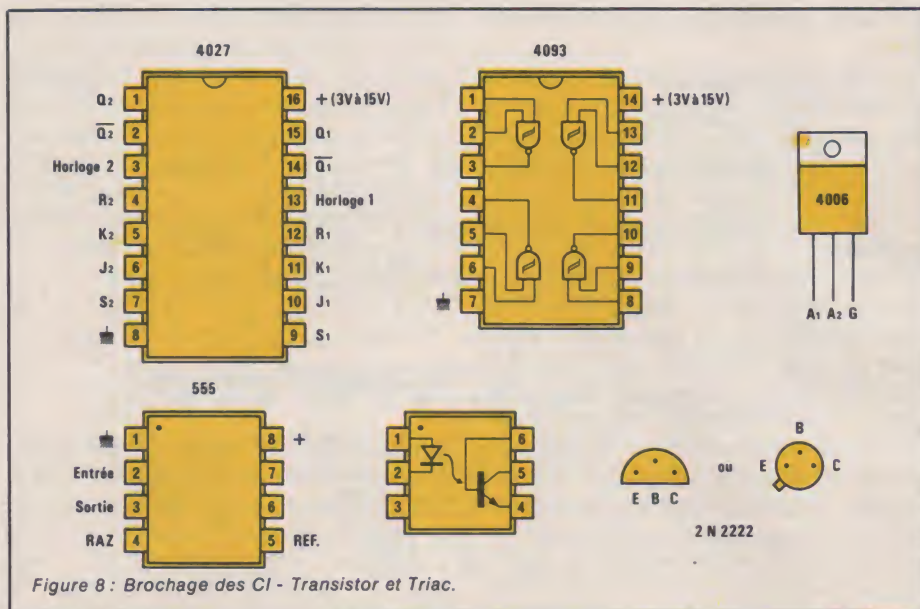 4027
Q2 1 16 + (3V à 15V)
Q̅2 2 15 Q1
Horloge 2 3 14 Q̅1
R2 4 13 Horloge 1
K2 5 12 R1
J2 6 11 K1
S2 7 10 J1
8 9 S1
4093
1 14 + (3V à 15V)
2 13
3 12
4 11
5 10
6 9
7 8
4006
A1 A2 G
555
1 8 +
Entrée 2 7
Sortie 3 6
RAZ 4 5 REF.
1 6
2 5
3 4
E B C
ou
B
E C
2 N 2222
Figure 8 : Brochage des CI - Transistor et Triac.